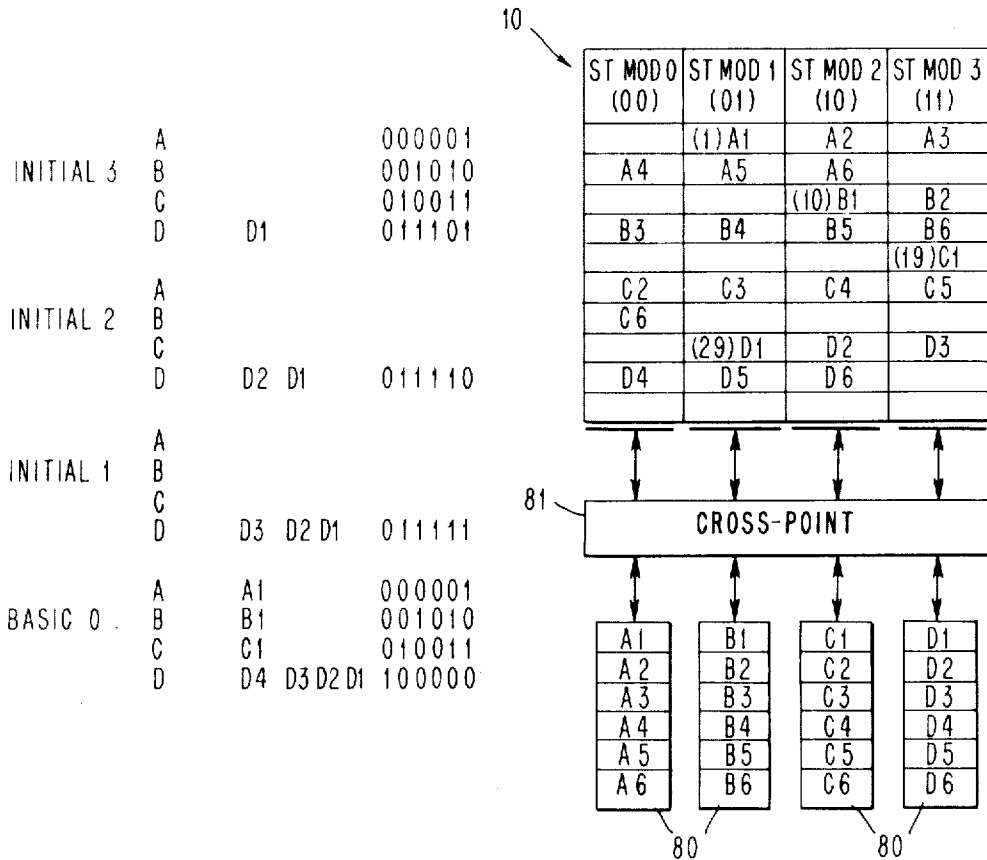 10
ST MOD 0 ST MOD 1 ST MOD 2 ST MOD 3
(00) (01) (10) (11)
(1)A1 A2 A3
A4 A5 A6
(10)B1 B2
B3 B4 B5 B6
(19)C1
C2 C3 C4 C5
C6
(29)D1 D2 D3
D4 D5 D6
INITIAL 3
A 000001
B 001010
C 010011
D D1 011101
INITIAL 2
A
B
C
D D2 D1 011110
INITIAL 1
A
B
C
D D3 D2 D1 011111
BASIC 0
A A1 000001
B B1 001010
C C1 010011
D D4 D3 D2 D1 100000
81
CROSS-POINT
A1 B1 C1 D1
A2 B2 C2 D2
A3 B3 C3 D3
A4 B4 C4 D4
A5 B5 C5 D5
A6 B6 C6 D6
80 80